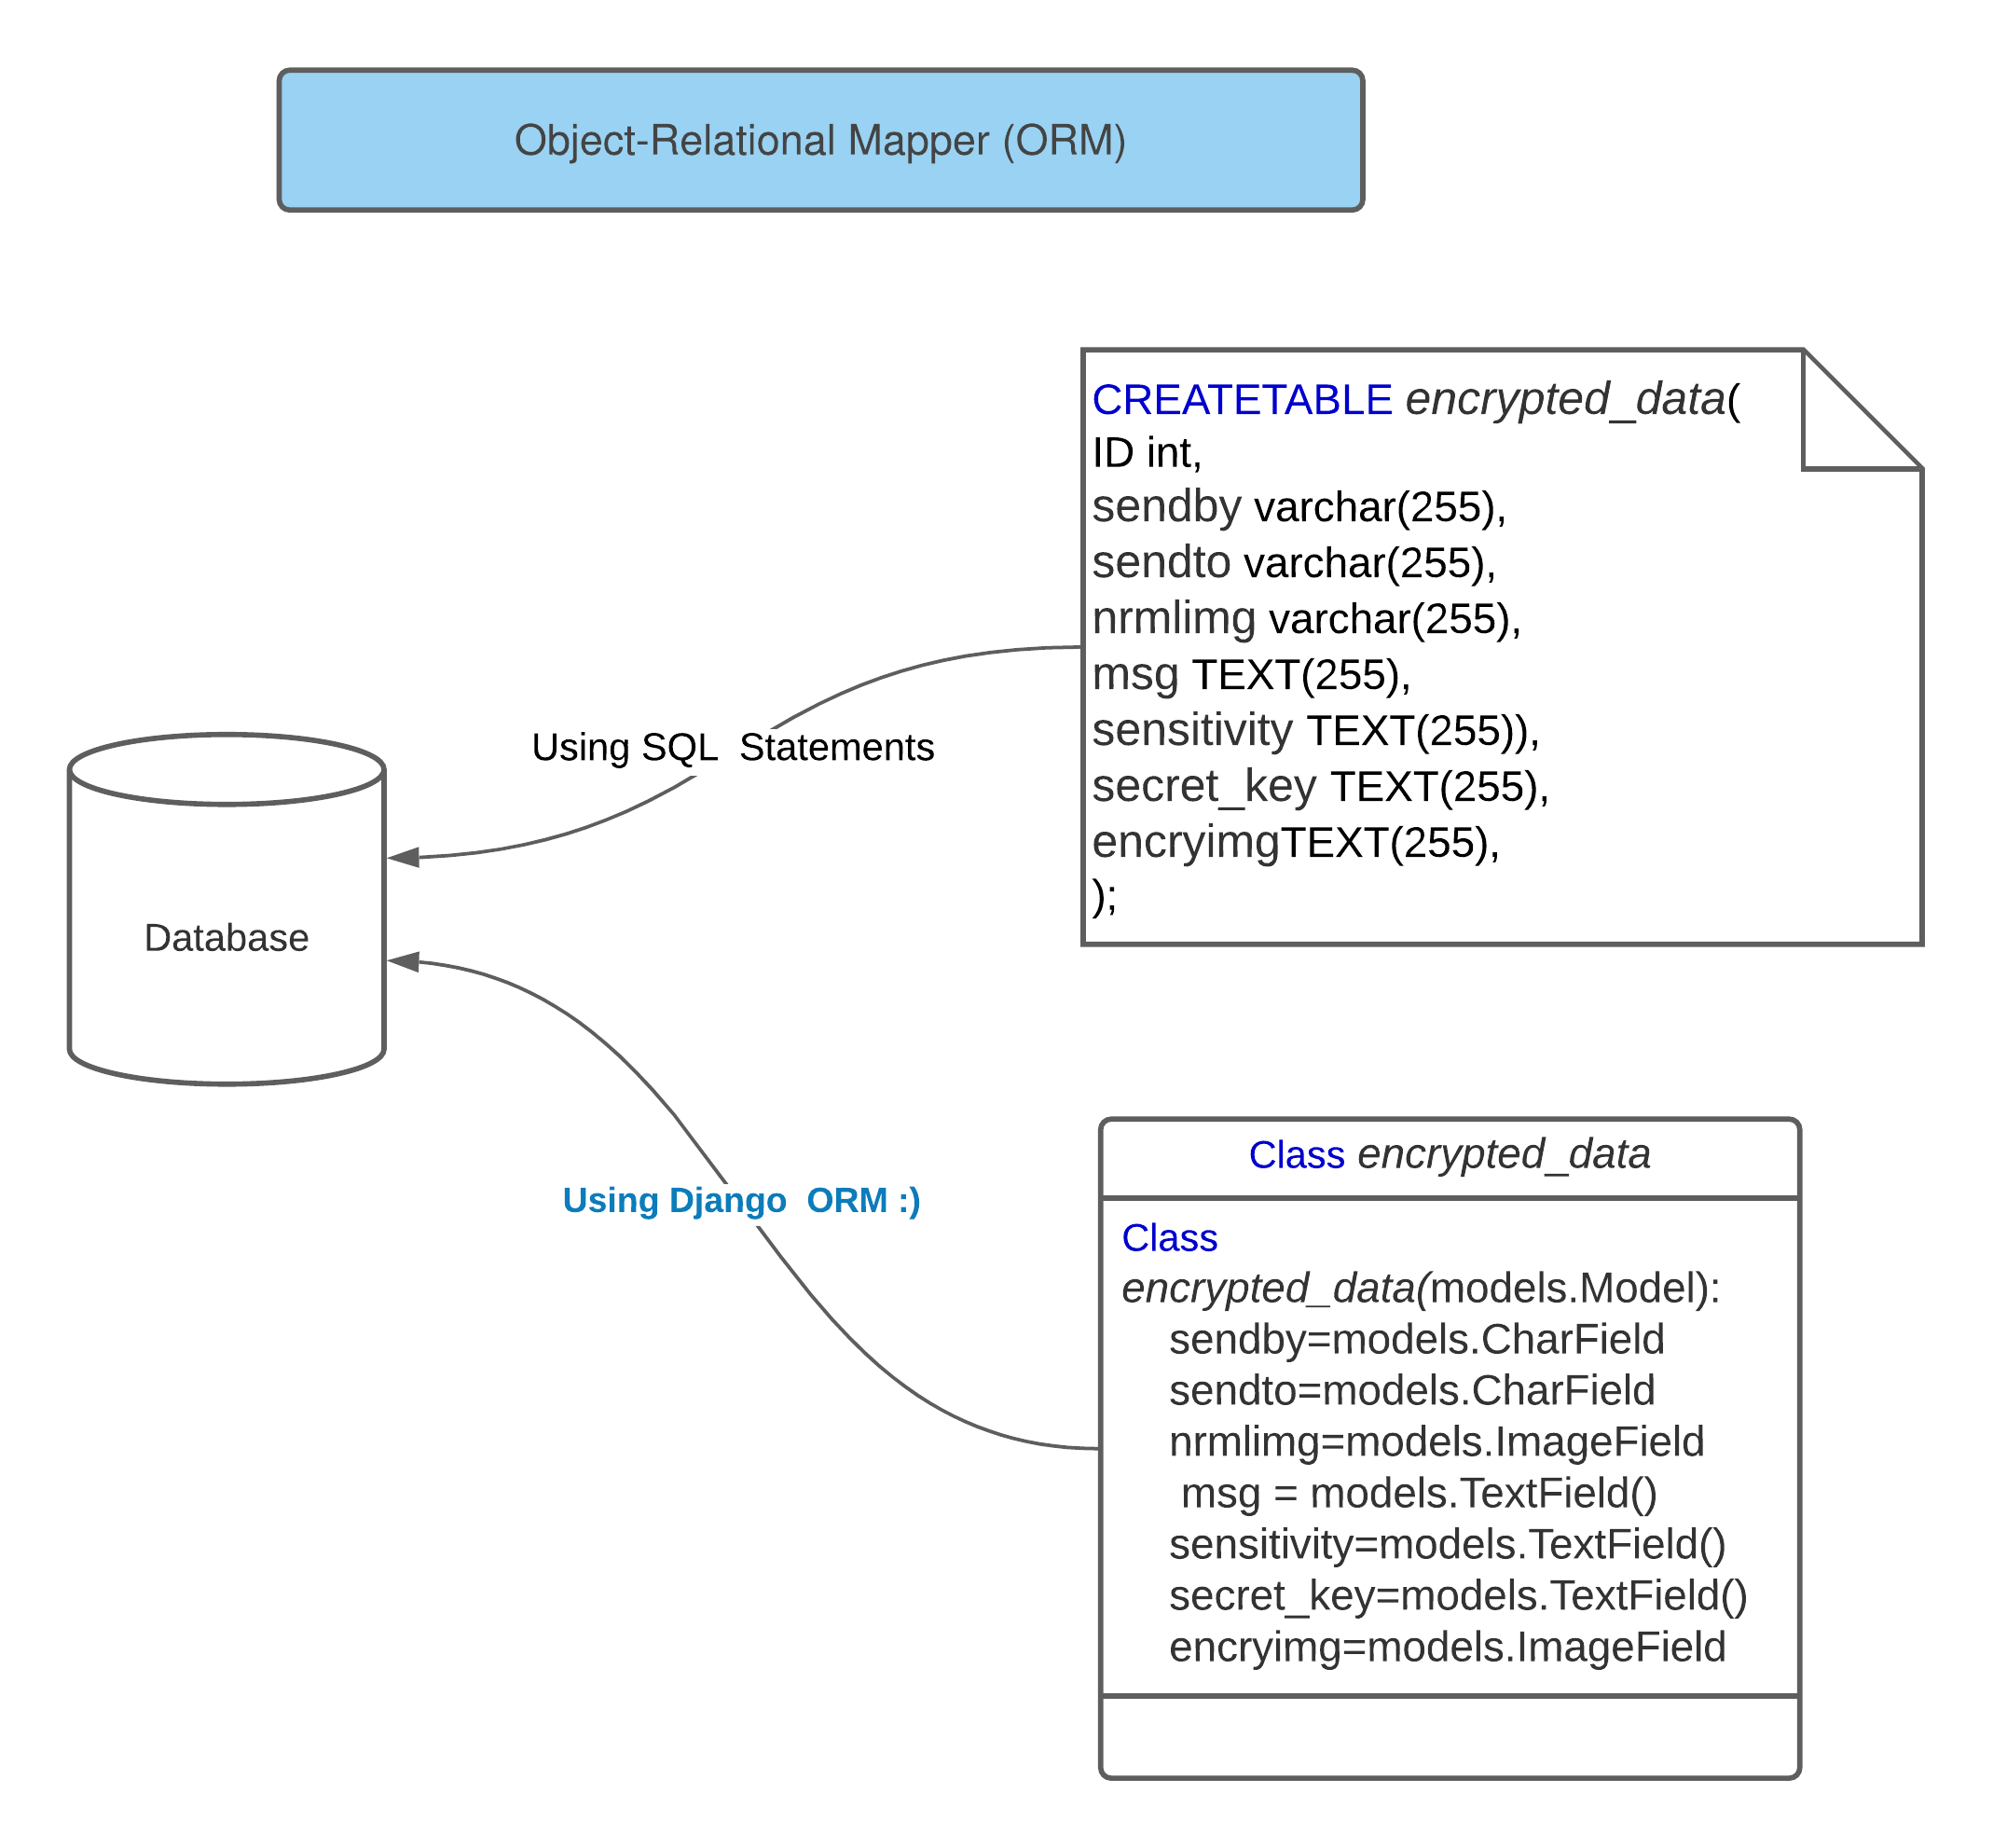 Object-Relational Mapper (ORM)
CREATETABLE encrypted_data(
ID int,
sendby varchar(255),
sendto varchar(255),
nrmlimg varchar(255),
msg TEXT(255),
sensitivity TEXT(255)),
secret_key TEXT(255),
encryimgTEXT(255),
);
Using SQL  Statements
Database
Using Django  ORM :)
Class encrypted_data
Class
encrypted_data(models.Model):
sendby=models.CharField
sendto=models.CharField
nrmlimg=models.ImageField
msg = models.TextField()
sensitivity=models.TextField()
secret_key=models.TextField()
encryimg=models.ImageField